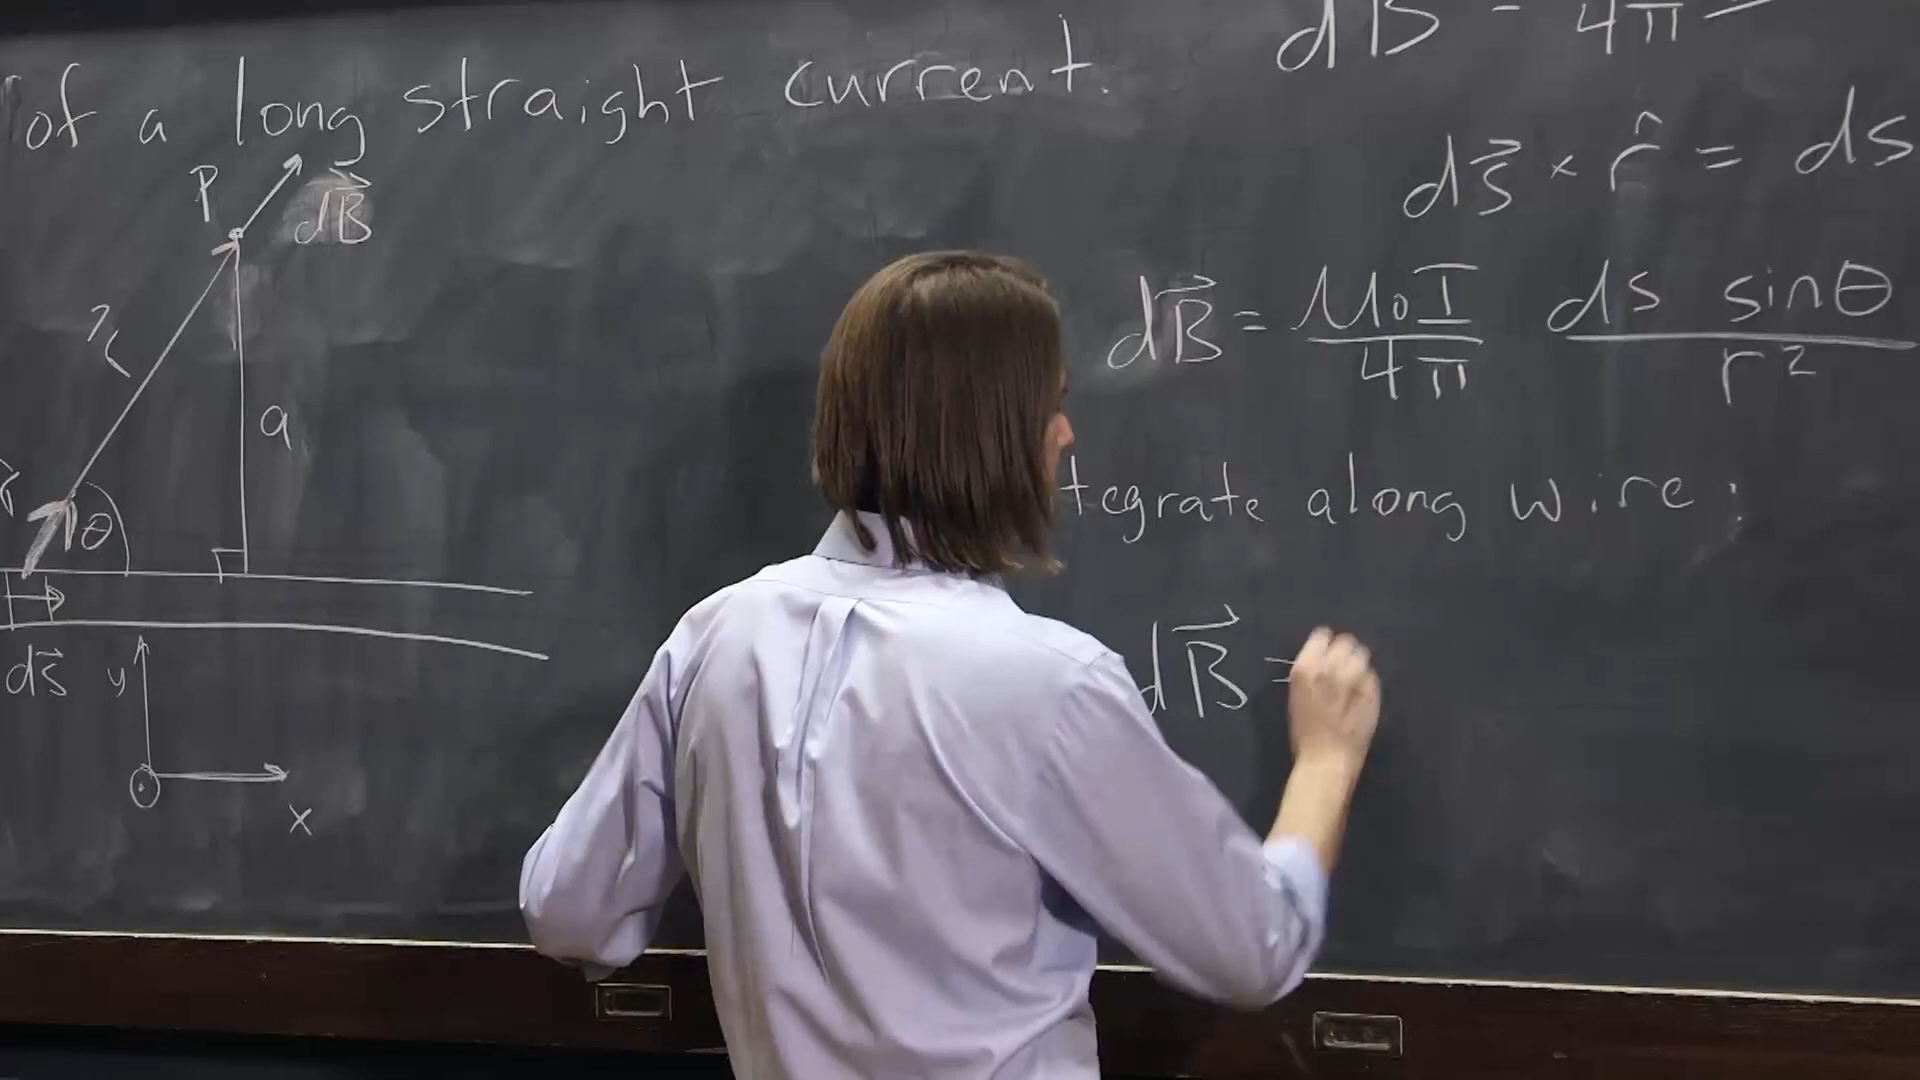 of a long straight current.
P
dB⃗
r
a
r̂
θ
ds⃗
y
x
dB = 4π
ds⃗ × r̂ = ds
dB⃗ = μ₀I/4π ds sinθ/r²
tegrate along wire:
dB⃗ =